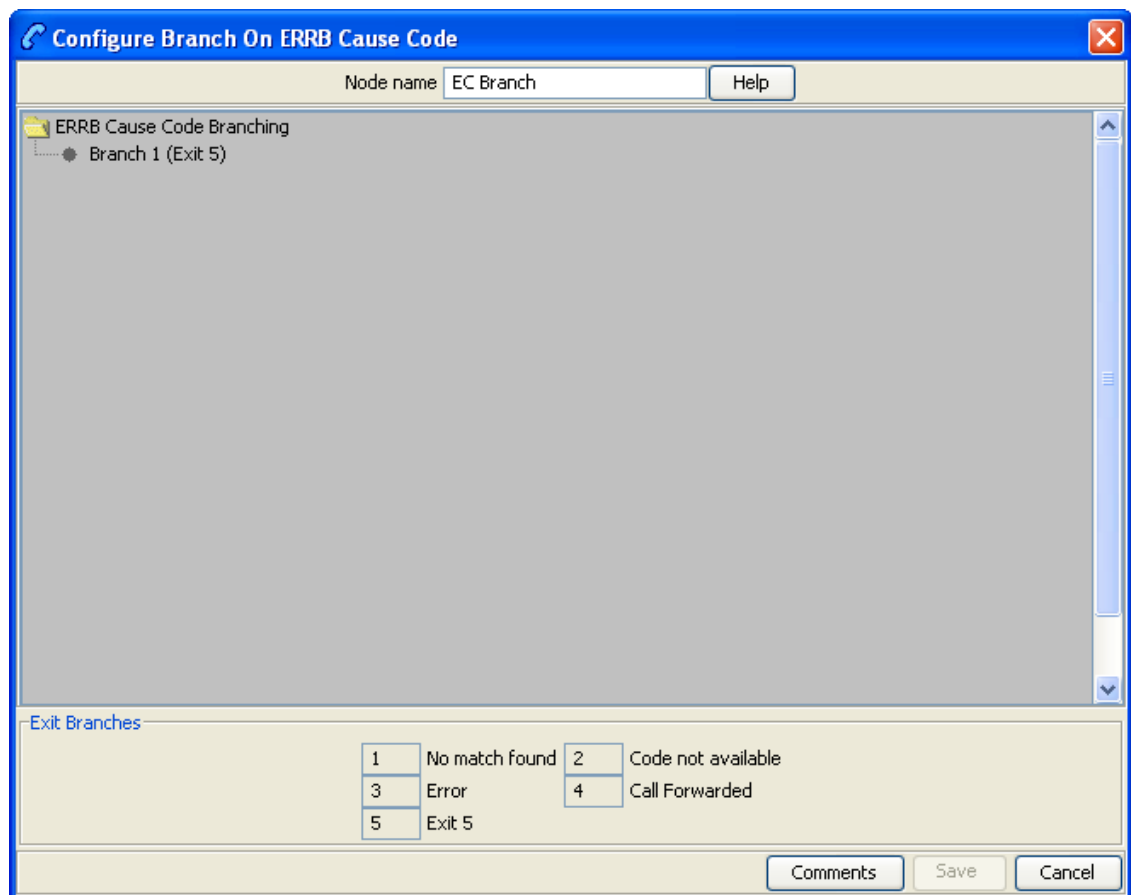 Configure Branch On ERRB Cause Code
Node name EC Branch Help
ERRB Cause Code Branching
Branch 1 (Exit 5)
Exit Branches
1 No match found 2 Code not available
3 Error 4 Call Forwarded
5 Exit 5
Comments Save Cancel